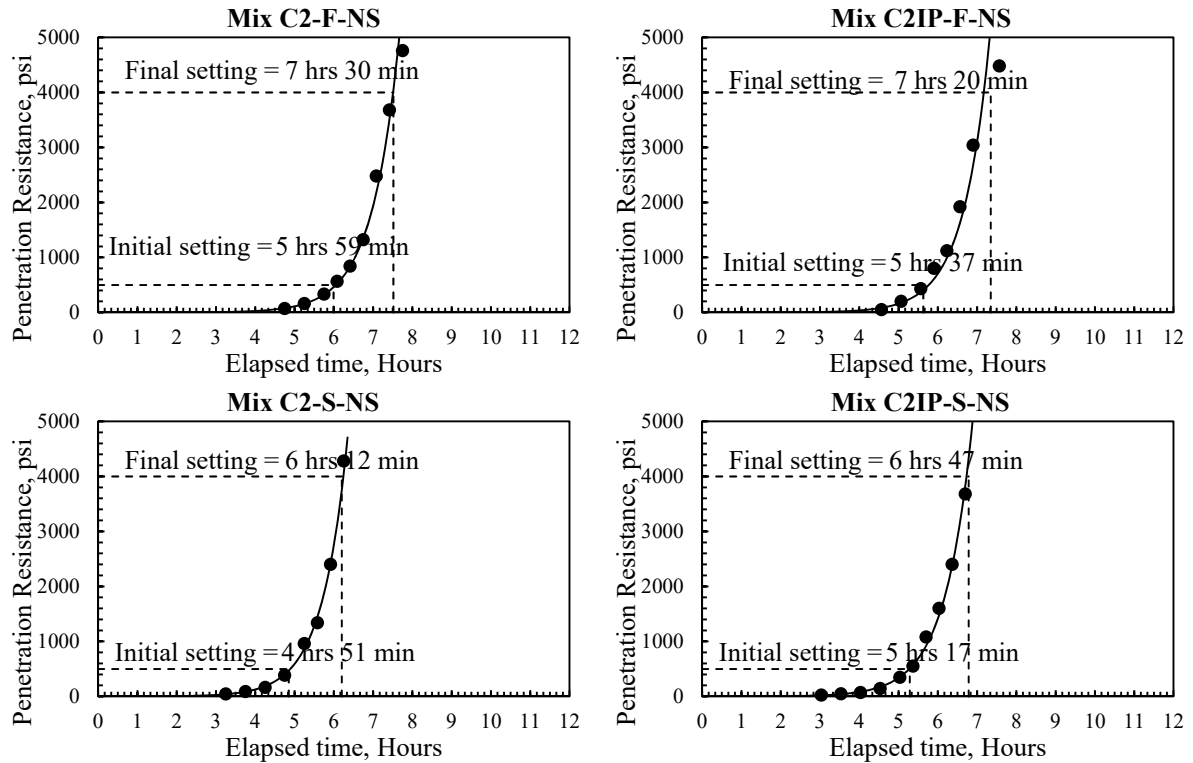 Mix C2-F-NS
Penetration Resistance, psi
5000
4000
3000
2000
1000
0
Final setting = 7 hrs 30 min
Initial setting = 5 hrs 59 min
0 1 2 3 4 5 6 7 8 9 10 11 12
Elapsed time, Hours
Mix C2IP-F-NS
Penetration Resistance, psi
5000
4000
3000
2000
1000
0
Final setting = 7 hrs 20 min
Initial setting = 5 hrs 37 min
0 1 2 3 4 5 6 7 8 9 10 11 12
Elapsed time, Hours
Mix C2-S-NS
Penetration Resistance, psi
5000
4000
3000
2000
1000
0
Final setting = 6 hrs 12 min
Initial setting = 4 hrs 51 min
0 1 2 3 4 5 6 7 8 9 10 11 12
Elapsed time, Hours
Mix C2IP-S-NS
Penetration Resistance, psi
5000
4000
3000
2000
1000
0
Final setting = 6 hrs 47 min
Initial setting = 5 hrs 17 min
0 1 2 3 4 5 6 7 8 9 10 11 12
Elapsed time, Hours